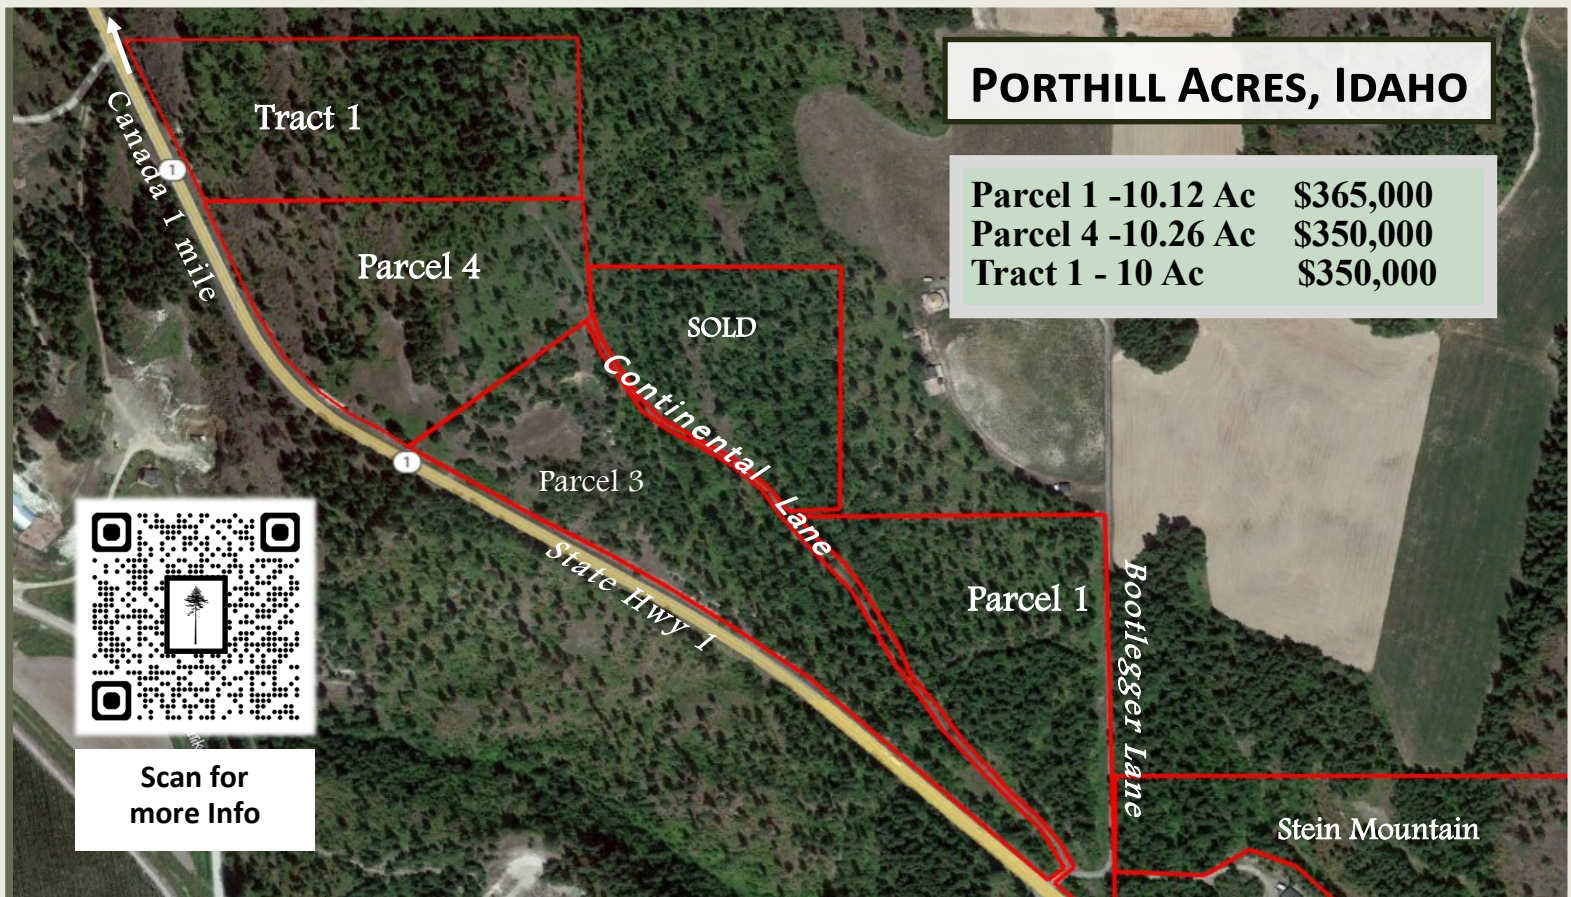 PORTHILL ACRES, IDAHO
Parcel 1 -10.12 Ac $365,000
Parcel 4 -10.26 Ac $350,000
Tract 1 - 10 Ac $350,000
Tract 1
Canada 1 mile
1
Parcel 4
SOLD
Continental Lane
1
Parcel 3
State Hwy 1
Parcel 1
Bootlegger Lane
Stein Mountain
Scan for
more Info